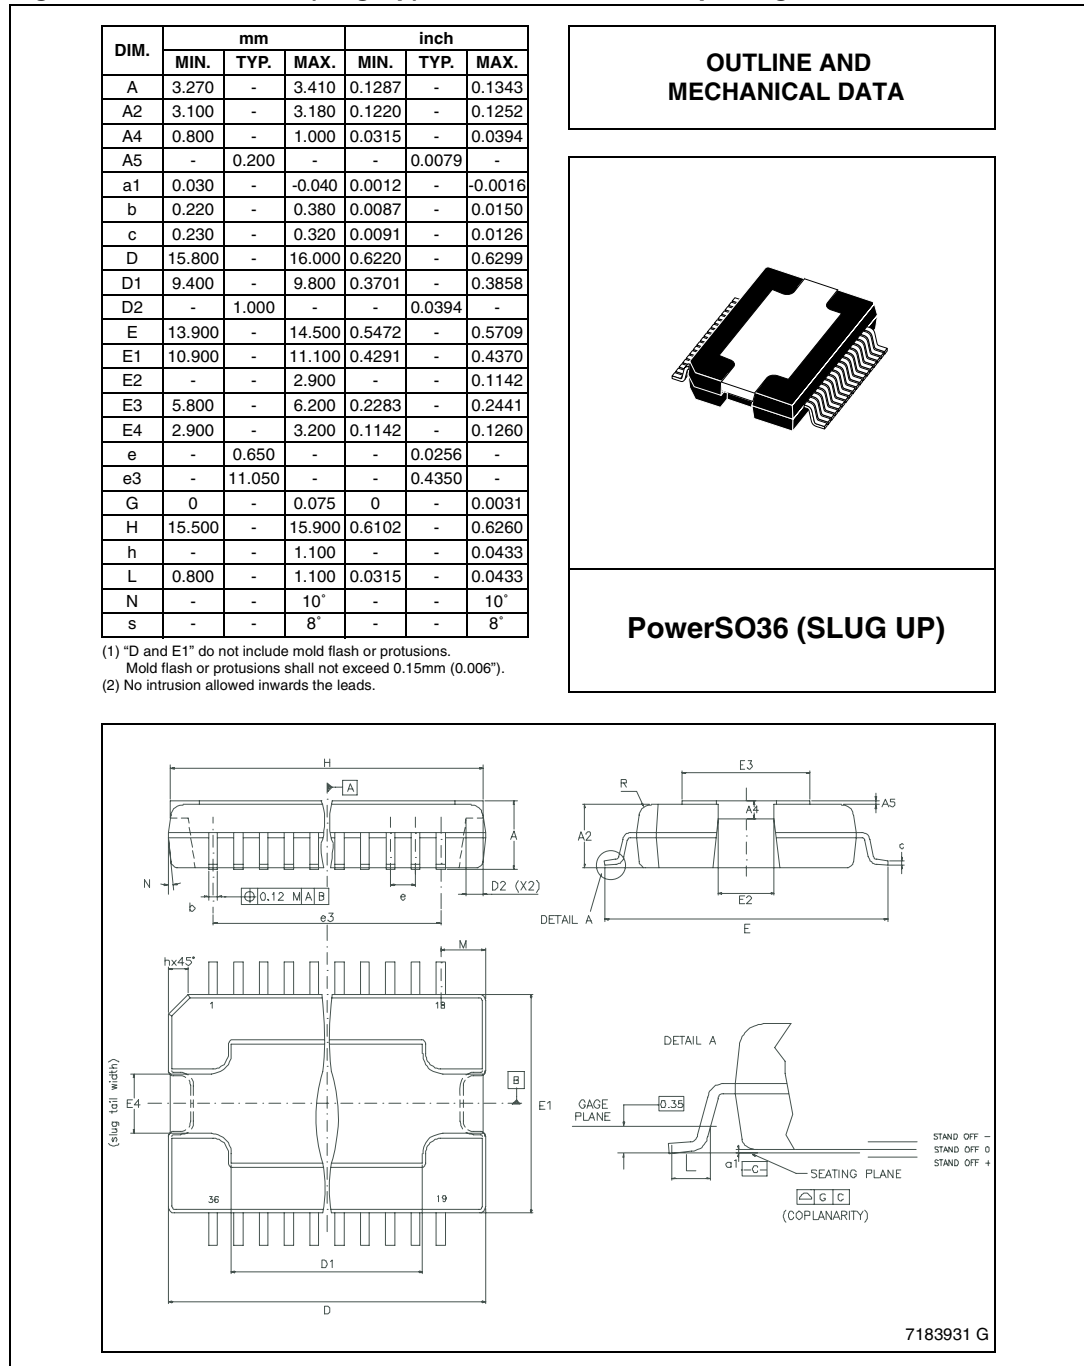 DIM. mm inch
MIN. TYP. MAX. MIN. TYP. MAX.
A 3.270 - 3.410 0.1287 - 0.1343
A2 3.100 - 3.180 0.1220 - 0.1252
A4 0.800 - 1.000 0.0315 - 0.0394
A5 - 0.200 - - 0.0079 -
a1 0.030 - -0.040 0.0012 - -0.0016
b 0.220 - 0.380 0.0087 - 0.0150
c 0.230 - 0.320 0.0091 - 0.0126
D 15.800 - 16.000 0.6220 - 0.6299
D1 9.400 - 9.800 0.3701 - 0.3858
D2 - 1.000 - - 0.0394 -
E 13.900 - 14.500 0.5472 - 0.5709
E1 10.900 - 11.100 0.4291 - 0.4370
E2 - - 2.900 - - 0.1142
E3 5.800 - 6.200 0.2283 - 0.2441
E4 2.900 - 3.200 0.1142 - 0.1260
e - 0.650 - - 0.0256 -
e3 - 11.050 - - 0.4350 -
G 0 - 0.075 0 - 0.0031
H 15.500 - 15.900 0.6102 - 0.6260
h - - 1.100 - - 0.0433
L 0.800 - 1.100 0.0315 - 0.0433
N - - 10˚ - - 10˚
s - - 8˚ - - 8˚
(1) “D and E1” do not include mold flash or protusions.
Mold flash or protusions shall not exceed 0.15mm (0.006”).
(2) No intrusion allowed inwards the leads.
OUTLINE AND
MECHANICAL DATA
PowerSO36 (SLUG UP)
H
A
A
N
b
0.12 M A B
e
D2 (X2)
e3
E3
R
A4
A5
A2
c
E2
DETAIL A
E
M
hx45°
1
18
B
E4
(slug tail width)
E1
36
19
D1
D
DETAIL A
GAGE
PLANE
0.35
L
a1
-C-
SEATING PLANE
G C
(COPLANARITY)
STAND OFF -
STAND OFF 0
STAND OFF +
7183931 G